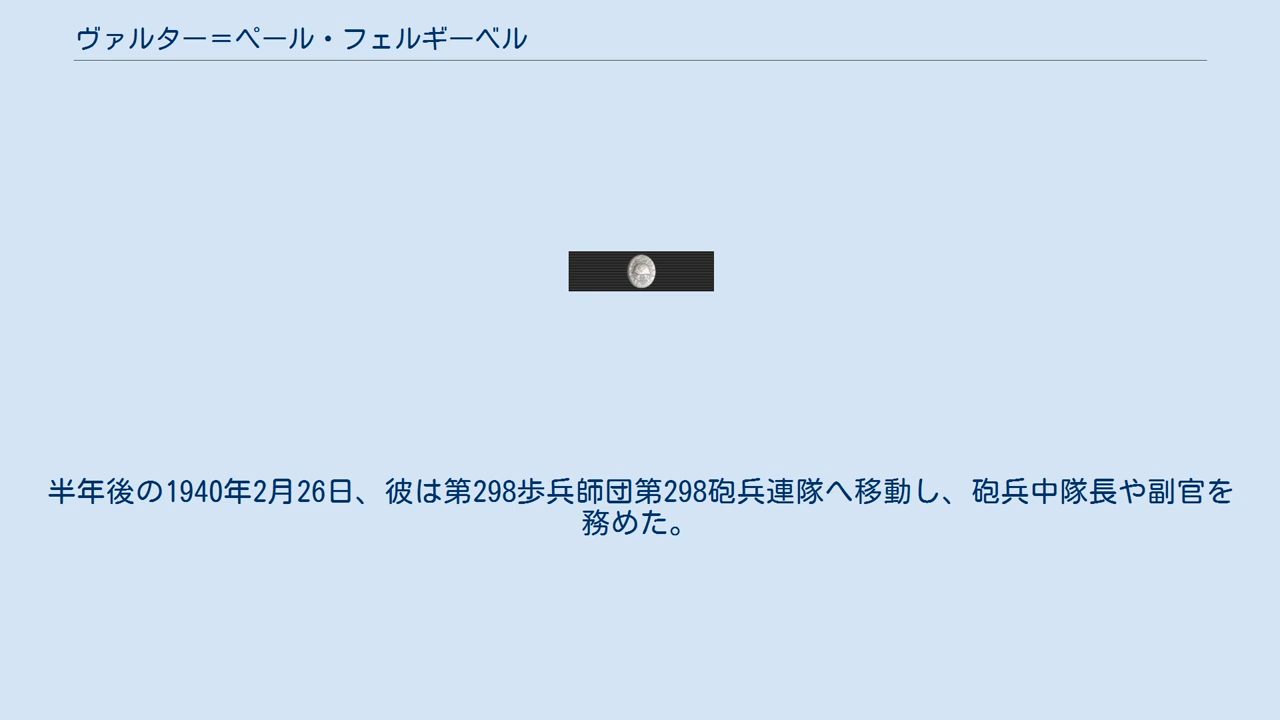 ヴァルター＝ペール・フェルギーベル
半年後の1940年2月26日、彼は第298歩兵師団第298砲兵連隊へ移動し、砲兵中隊長や副官を
務めた。